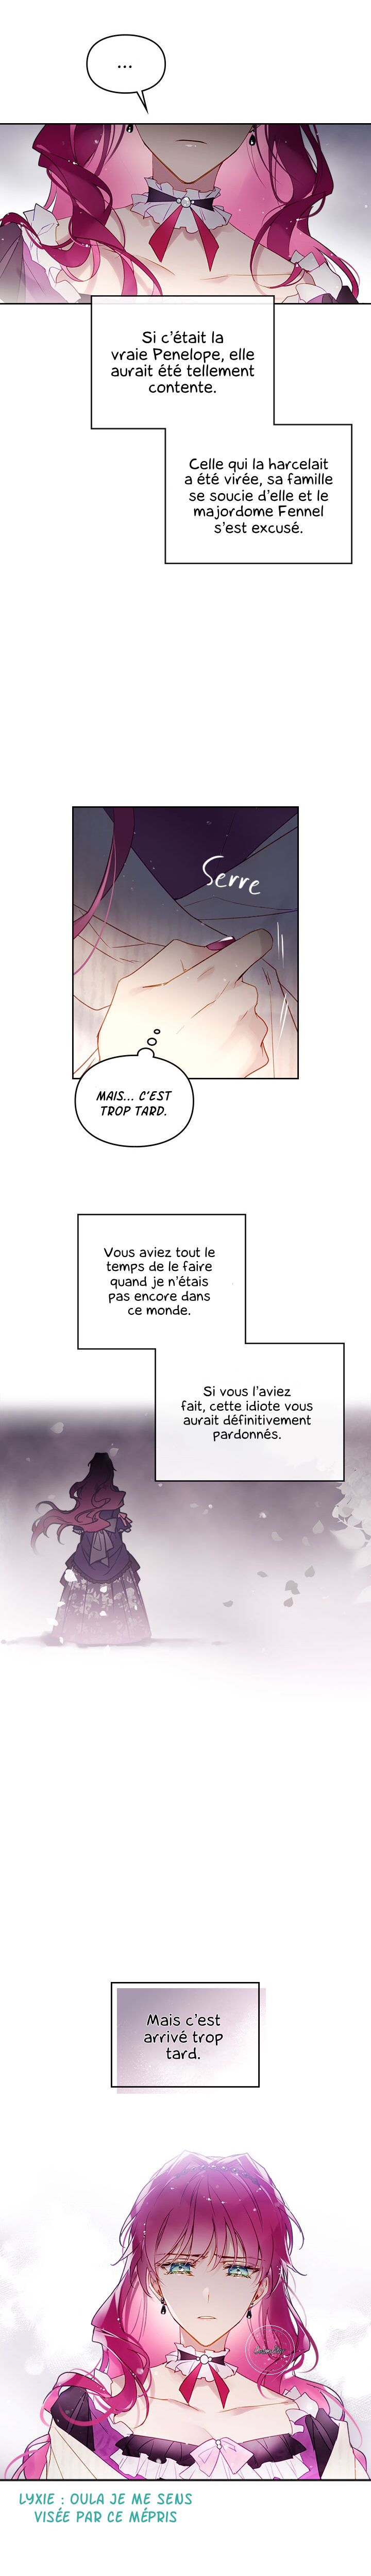 ...
Si c'était la
vraie Penelope, elle
aurait été tellement
contente.
Celle qui la harcelait
a été virée, sa famille
se soucie d'elle et le
majordome Fennel
s'est excusé.
Serre
MAIS... C'EST
TROP TARD.
Vous aviez tout le
temps de le faire
quand je n'étais
pas encore dans
ce monde.
Si vous l'aviez
fait, cette idiote vous
aurait définitivement
pardonnés.
Mais c'est
arrivé trop
tard.
LYXIE : OULA JE ME SENS
VISÉE PAR CE MÉPRIS